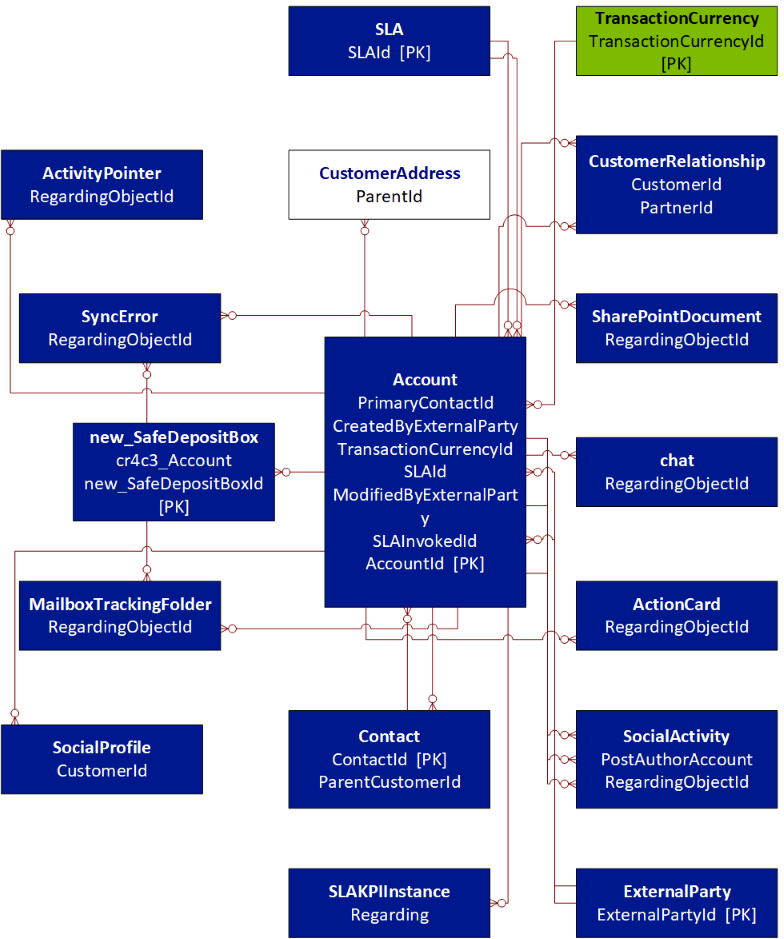 SLA
SLAId [PK]
TransactionCurrency
TransactionCurrencyId
[PK]
ActivityPointer
RegardingObjectId
CustomerAddress
ParentId
CustomerRelationship
CustomerId
PartnerId
SyncError
RegardingObjectId
SharePointDocument
RegardingObjectId
Account
PrimaryContactId
CreatedByExternalParty
TransactionCurrencyId
SLAId
ModifiedByExternalPart
y
SLAInvokedId
AccountId [PK]
new_SafeDepositBox
cr4c3_Account
new_SafeDepositBoxId
[PK]
chat
RegardingObjectId
MailboxTrackingFolder
RegardingObjectId
ActionCard
RegardingObjectId
SocialProfile
CustomerId
Contact
ContactId [PK]
ParentCustomerId
SocialActivity
PostAuthorAccount
RegardingObjectId
SLAKPIInstance
Regarding
ExternalParty
ExternalPartyId [PK]